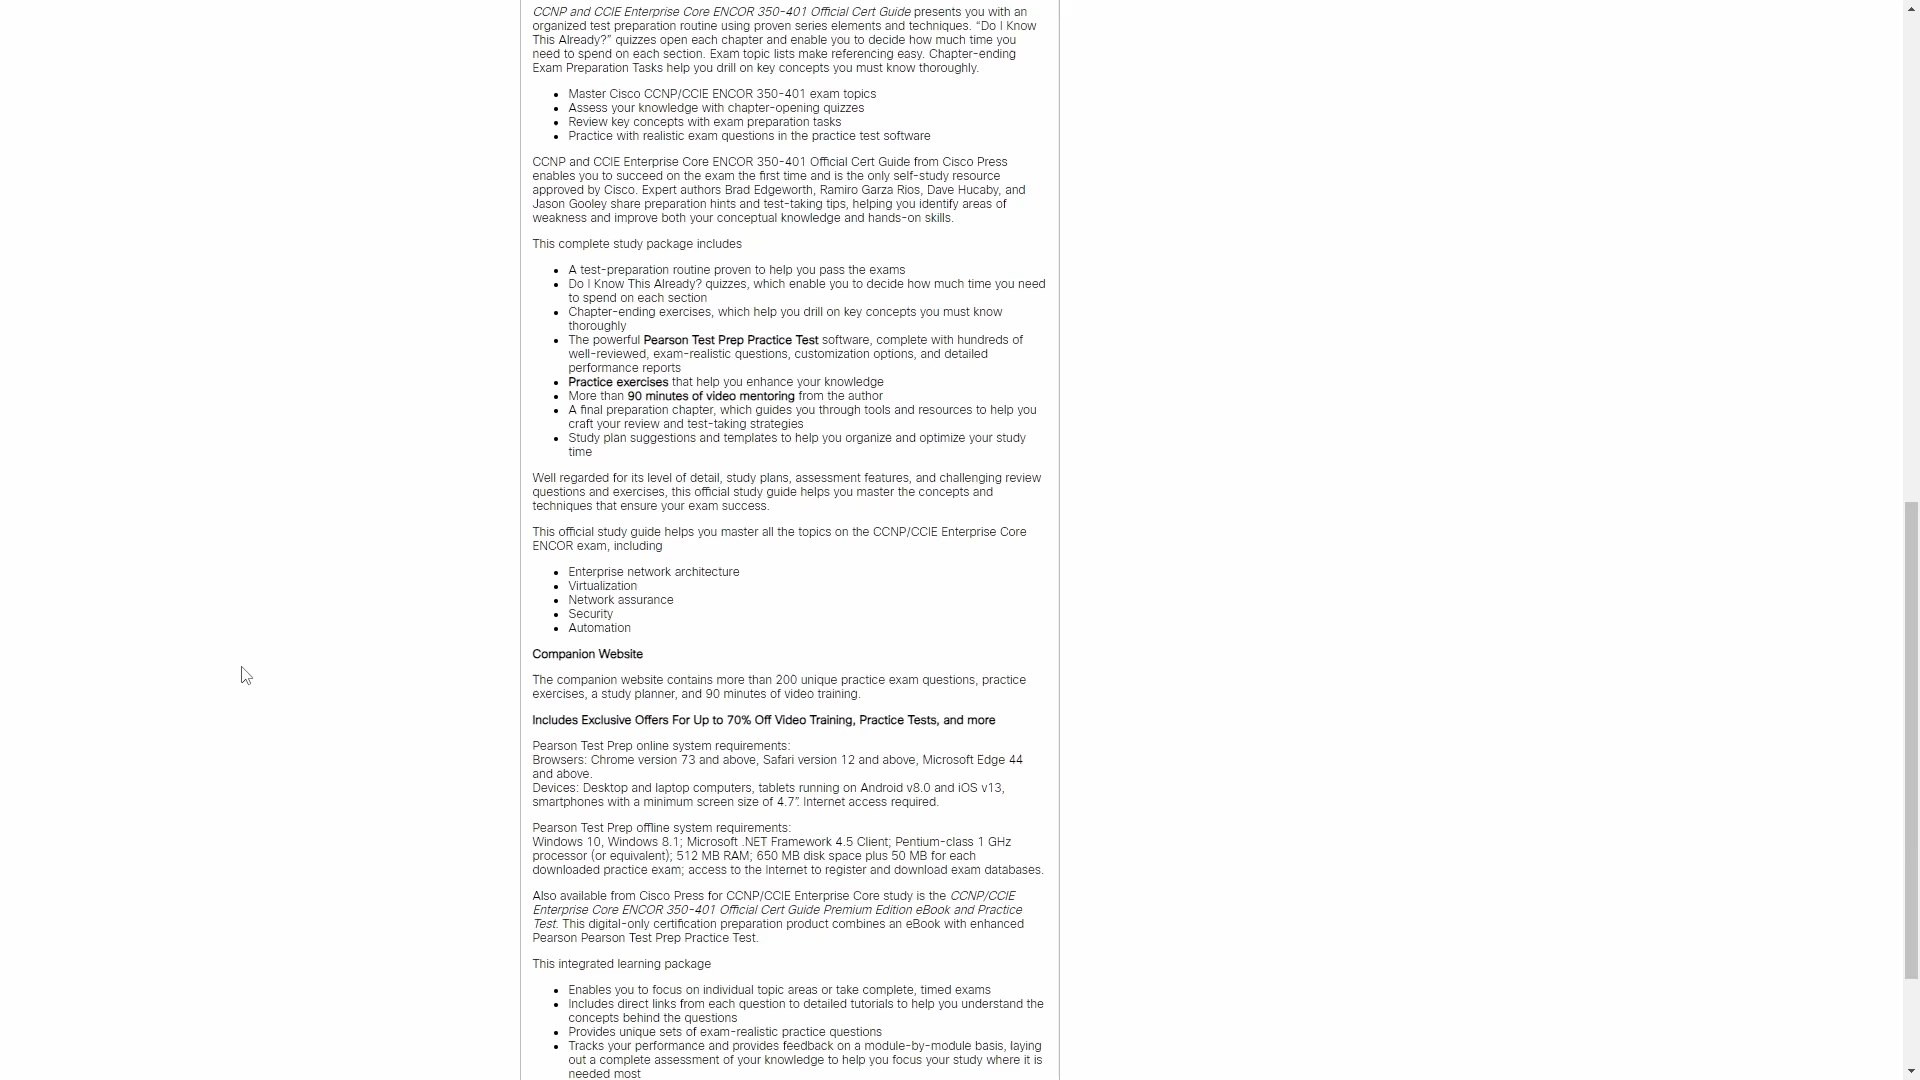 CCNP and CCIE Enterprise Core ENCOR 350-401 Official Cert Guide presents you with an
organized test preparation routine using proven series elements and techniques. “Do I Know
This Already?” quizzes open each chapter and enable you to decide how much time you
need to spend on each section. Exam topic lists make referencing easy. Chapter-ending
Exam Preparation Tasks help you drill on key concepts you must know thoroughly.
• Master Cisco CCNP/CCIE ENCOR 350-401 exam topics
• Assess your knowledge with chapter-opening quizzes
• Review key concepts with exam preparation tasks
• Practice with realistic exam questions in the practice test software
CCNP and CCIE Enterprise Core ENCOR 350-401 Official Cert Guide from Cisco Press
enables you to succeed on the exam the first time and is the only self-study resource
approved by Cisco. Expert authors Brad Edgeworth, Ramiro Garza Rios, Dave Hucaby, and
Jason Gooley share preparation hints and test-taking tips, helping you identify areas of
weakness and improve both your conceptual knowledge and hands-on skills.
This complete study package includes
• A test-preparation routine proven to help you pass the exams
• Do I Know This Already? quizzes, which enable you to decide how much time you need
to spend on each section
• Chapter-ending exercises, which help you drill on key concepts you must know
thoroughly
• The powerful Pearson Test Prep Practice Test software, complete with hundreds of
well-reviewed, exam-realistic questions, customization options, and detailed
performance reports
• Practice exercises that help you enhance your knowledge
• More than 90 minutes of video mentoring from the author
• A final preparation chapter, which guides you through tools and resources to help you
craft your review and test-taking strategies
• Study plan suggestions and templates to help you organize and optimize your study
time
Well regarded for its level of detail, study plans, assessment features, and challenging review
questions and exercises, this official study guide helps you master the concepts and
techniques that ensure your exam success.
This official study guide helps you master all the topics on the CCNP/CCIE Enterprise Core
ENCOR exam, including
• Enterprise network architecture
• Virtualization
• Network assurance
• Security
• Automation
Companion Website
The companion website contains more than 200 unique practice exam questions, practice
exercises, a study planner, and 90 minutes of video training.
Includes Exclusive Offers For Up to 70% Off Video Training, Practice Tests, and more
Pearson Test Prep online system requirements:
Browsers: Chrome version 73 and above, Safari version 12 and above, Microsoft Edge 44
and above.
Devices: Desktop and laptop computers, tablets running on Android v8.0 and iOS v13,
smartphones with a minimum screen size of 4.7”. Internet access required.
Pearson Test Prep offline system requirements:
Windows 10, Windows 8.1; Microsoft .NET Framework 4.5 Client; Pentium-class 1 GHz
processor (or equivalent); 512 MB RAM; 650 MB disk space plus 50 MB for each
downloaded practice exam; access to the Internet to register and download exam databases.
Also available from Cisco Press for CCNP/CCIE Enterprise Core study is the CCNP/CCIE
Enterprise Core ENCOR 350-401 Official Cert Guide Premium Edition eBook and Practice
Test. This digital-only certification preparation product combines an eBook with enhanced
Pearson Pearson Test Prep Practice Test.
This integrated learning package
• Enables you to focus on individual topic areas or take complete, timed exams
• Includes direct links from each question to detailed tutorials to help you understand the
concepts behind the questions
• Provides unique sets of exam-realistic practice questions
• Tracks your performance and provides feedback on a module-by-module basis, laying
out a complete assessment of your knowledge to help you focus your study where it is
needed most